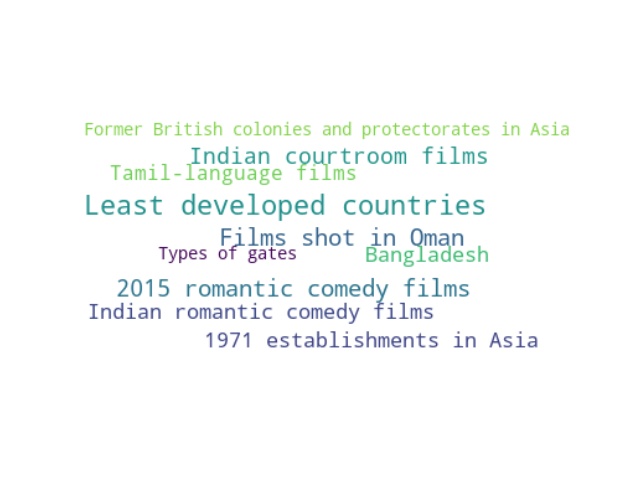 Former British colonies and protectorates in Asia
Indian courtroom films
Tamil-language films
Least developed countries
Films shot in Oman
Types of gates
Bangladesh
2015 romantic comedy films
Indian romantic comedy films
1971 establishments in Asia